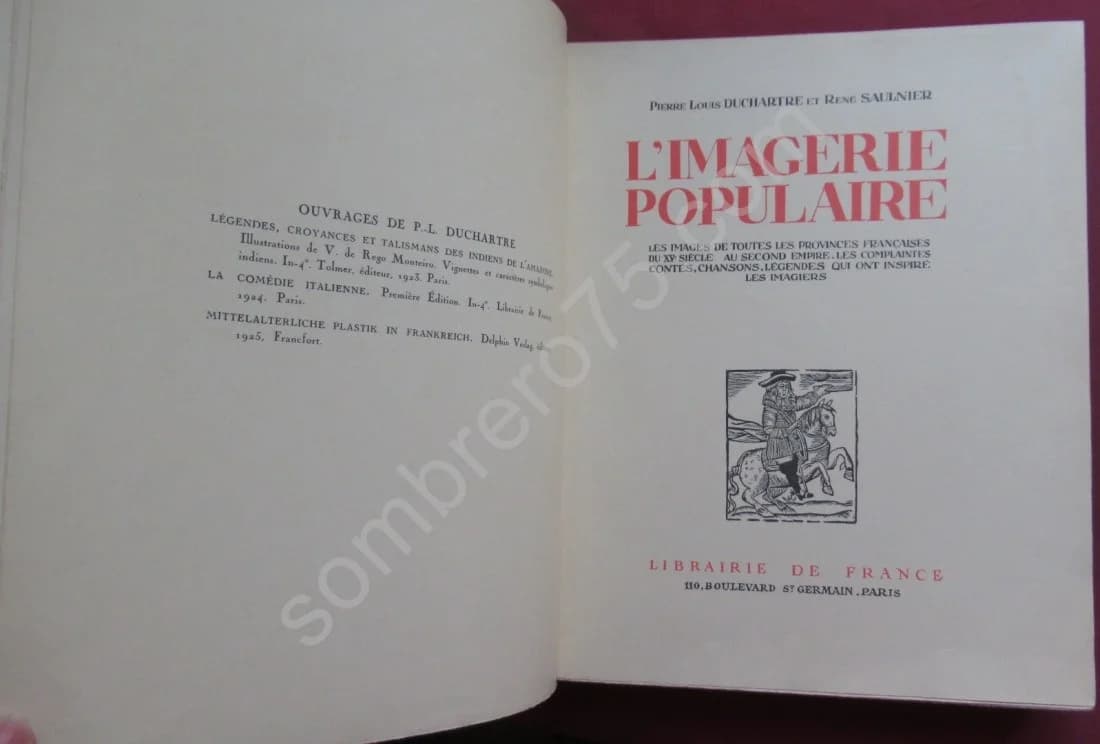 OUVRAGES DE P.-L. DUCHARTRE
LÉGENDES, CROYANCES ET TALISMANS DES INDIENS DE L'AMAZONE.
Illustrations de V. de Rego Monteiro. Vignettes et caractères symboliques
indiens. In-4°. Tolmer, éditeur, 1923. Paris.
LA COMÉDIE ITALIENNE. Première Édition. In-4°. Librairie de France,
1924. Paris.
MITTELALTERLICHE PLASTIK IN FRANKREICH. Delphin Verlag,
1925, Francfort.
PIERRE LOUIS DUCHARTRE ET RENÉ SAULNIER
L'IMAGERIE
POPULAIRE
LES IMAGES DE TOUTES LES PROVINCES FRANÇAISES
DU XVe SIÈCLE AU SECOND EMPIRE. LES COMPLAINTES
CONTES, CHANSONS, LÉGENDES QUI ONT INSPIRÉ
LES IMAGIERS
LIBRAIRIE DE FRANCE
110, BOULEVARD ST GERMAIN. PARIS
sombrero75.com